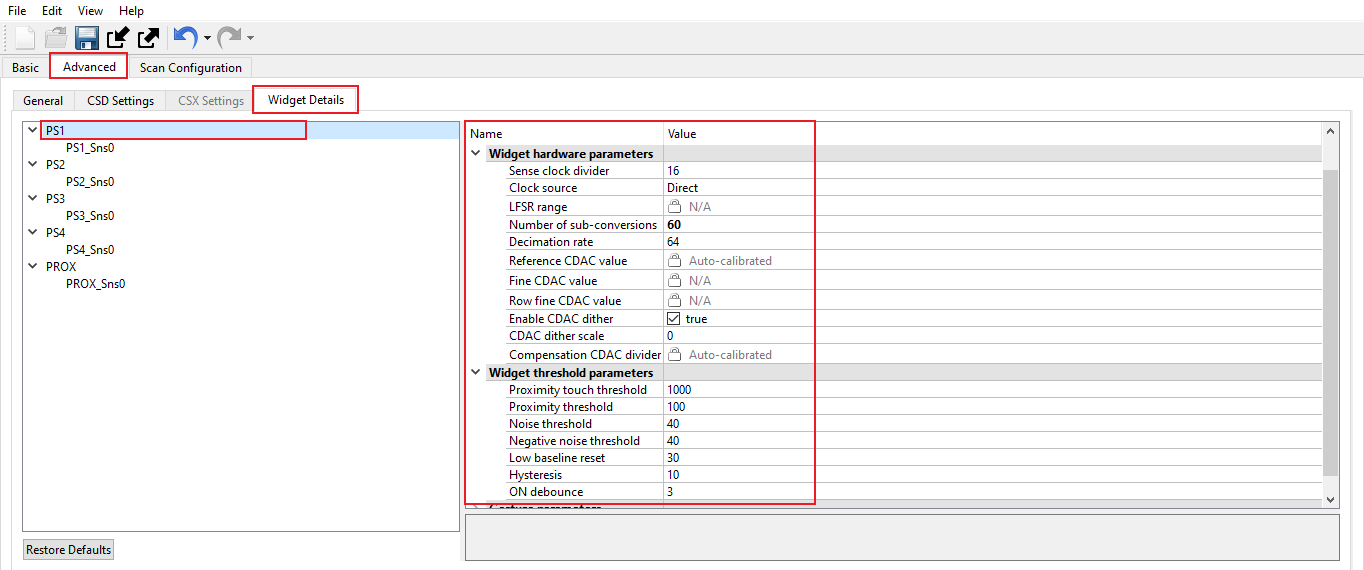 File Edit View Help
Basic Advanced Scan Configuration
General CSD Settings CSX Settings Widget Details
PS1
PS1_Sns0
PS2
PS2_Sns0
PS3
PS3_Sns0
PS4
PS4_Sns0
PROX
PROX_Sns0
Restore Defaults
Name Value
Widget hardware parameters
Sense clock divider 16
Clock source Direct
LFSR range N/A
Number of sub-conversions 60
Decimation rate 64
Reference CDAC value Auto-calibrated
Fine CDAC value N/A
Row fine CDAC value N/A
Enable CDAC dither true
CDAC dither scale 0
Compensation CDAC divider Auto-calibrated
Widget threshold parameters
Proximity touch threshold 1000
Proximity threshold 100
Noise threshold 40
Negative noise threshold 40
Low baseline reset 30
Hysteresis 10
ON debounce 3